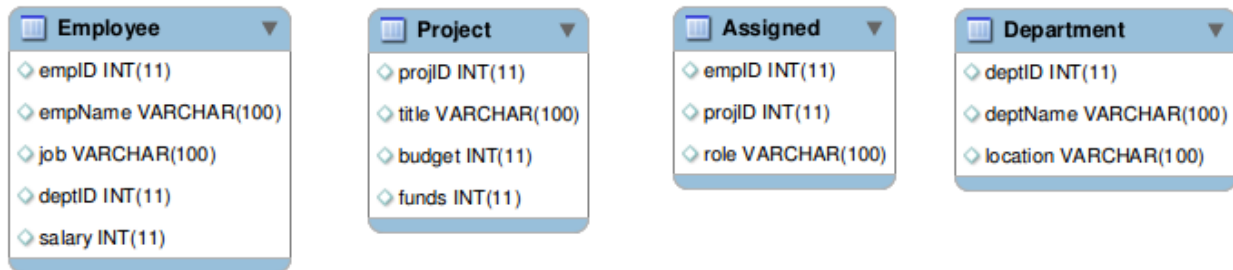 Employee
empID INT(11)
empName VARCHAR(100)
job VARCHAR(100)
deptID INT(11)
salary INT(11)
Project
projID INT(11)
title VARCHAR(100)
budget INT(11)
funds INT(11)
Assigned
empID INT(11)
projID INT(11)
role VARCHAR(100)
Department
deptID INT(11)
deptName VARCHAR(100)
location VARCHAR(100)